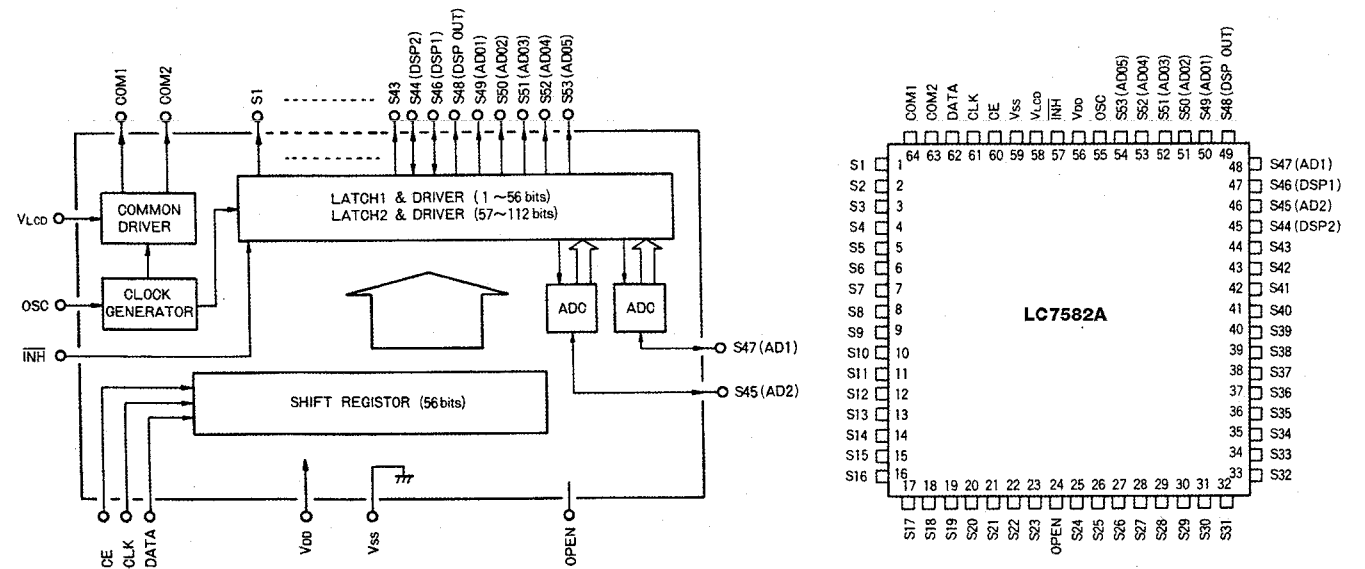 COM1
COM2
S1
S43
S44(DSP2)
S46(DSP1)
S48(DSP OUT)
S49(AD01)
S50(AD02)
S51(AD03)
S52(AD04)
S53(AD05)
VLCD
COMMON
DRIVER
LATCH1 & DRIVER (1~56bits)
LATCH2 & DRIVER (57~112bits)
OSC
CLOCK
GENERATOR
ADC
ADC
INH
S47(AD1)
S45(AD2)
SHIFT REGISTOR (56bits)
CE
CLK
DATA
VDD
VSS
OPEN
COM1
COM2
DATA
CLK
CE
VSS
VLCD
INH
VDD
OSC
S53(AD05)
S52(AD04)
S51(AD03)
S50(AD02)
S49(AD01)
S48(DSP OUT)
64 63 62 61 60 59 58 57 56 55 54 53 52 51 50 49
S1 1
S2 2
S3 3
S4 4
S5 5
S6 6
S7 7
S8 8
S9 9
S10 10
S11 11
S12 12
S13 13
S14 14
S15 15
S16 16
LC7582A
48 S47(AD1)
47 S46(DSP1)
46 S45(AD2)
45 S44(DSP2)
44 S43
43 S42
42 S41
41 S40
40 S39
39 S38
38 S37
37 S36
36 S35
35 S34
34 S33
33 S32
17 18 19 20 21 22 23 24 25 26 27 28 29 30 31 32
S17
S18
S19
S20
S21
S22
S23
OPEN
S24
S25
S26
S27
S28
S29
S30
S31